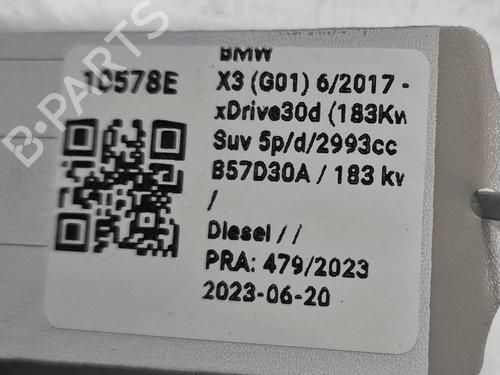 B-PARTS
BMW
10578E
X3 (G01) 6/2017 -
xDrive30d (183Kw
Suv 5p/d/2993cc
B57D30A / 183 kv
/
Diesel / /
PRA: 479/2023
2023-06-20